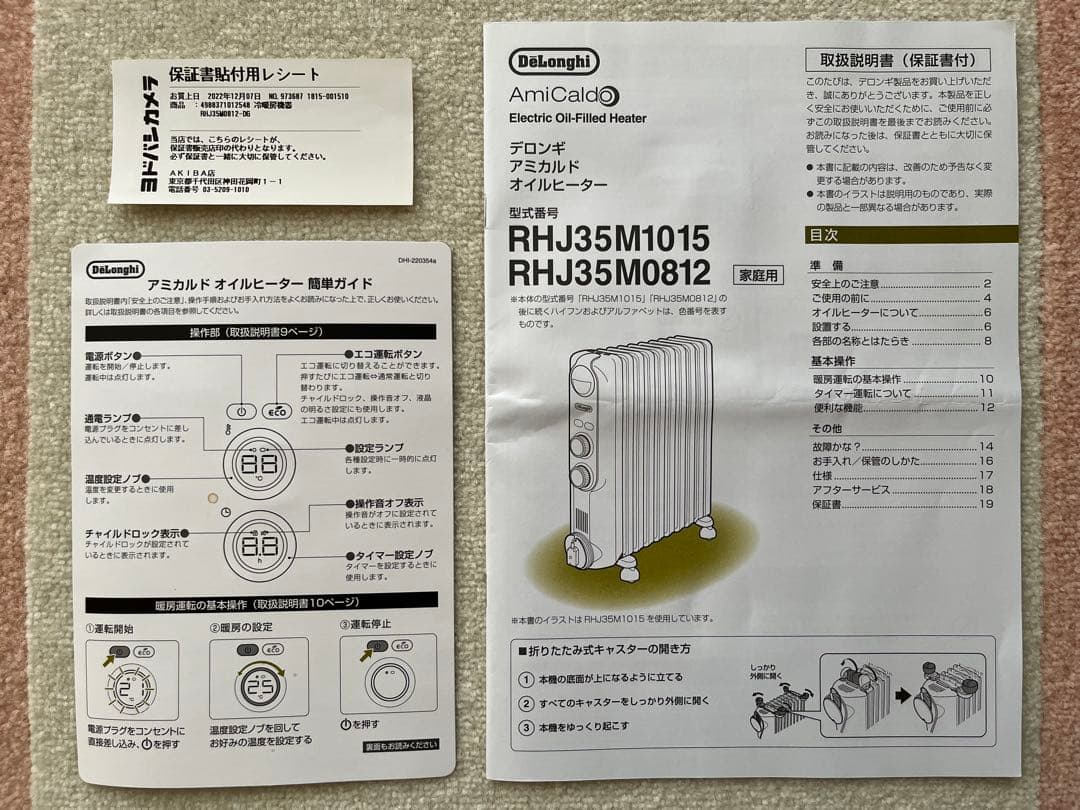 ヨドバシカメラ
保証書貼付用レシート
お買上日 2022年12月07日 NO. 973687 1815-001510
商品 : 4988371012548 冷暖房機器
RHJ35M0812-DG
当店では、こちらのレシートが、
保証書販売店印の代わりとなります。
必ず保証書と一緒に大切に保管してください。
AKIBA店
東京都千代田区神田花岡町1-1
電話番号 03-5209-1010
DHI-220354a
DeLonghi
アミカルド オイルヒーター 簡単ガイド
取扱説明書内「安全上のご注意」、操作手順およびお手入れ方法をよくお読みになった上で、正しくお使いください。
詳しくは取扱説明書の各項目を参照してください。
操作部(取扱説明書9ページ)
電源ボタン
運転を開始/停止します。
運転中は点灯します。
エコ運転ボタン
エコ運転に切り替えることができます。
押すたびにエコ運転⇔通常運転と切り
替わります。
チャイルドロック、操作音オフ、液晶
の明るさ設定にも使用します。
エコ運転中は点灯します。
eco
通電ランプ
電源プラグをコンセントに差し
込んでいるときに点灯します。
設定ランプ
各種設定時に一時的に点灯
します。
88
℃
温度設定ノブ
温度を変更するときに使用
します。
操作音オフ表示
操作音がオフに設定されて
いるときに表示されます。
チャイルドロック表示
チャイルドロックが設定されて
いるときに表示されます。
8.8
h
タイマー設定ノブ
タイマーを設定するときに
使用します。
暖房運転の基本操作(取扱説明書10ページ)
①運転開始
②暖房の設定
③運転停止
eco
eco
eco
21
℃
25
℃
電源プラグをコンセントに
直接差し込み、⏻を押す
温度設定ノブを回して
お好みの温度を設定する
⏻を押す
裏面もお読みください
DeLonghi
AmiCaldo
Electric Oil-Filled Heater
デロンギ
アミカルド
オイルヒーター
型式番号
RHJ35M1015
RHJ35M0812
家庭用
※本体の型式番号「RHJ35M1015」「RHJ35M0812」の
後に続くハイフンおよびアルファベットは、色番号を表す
ものです。
取扱説明書(保証書付)
このたびは、デロンギ製品をお買い上げいただ
き、誠にありがとうございます。本製品を正し
く安全にお使いいただくために、ご使用前に必
ずこの取扱説明書を最後までお読みください。
お読みになった後は、保証書とともに大切に保
管してください。
●本書に記載の内容は、改善のため予告なく変
更する場合があります。
●本書のイラストは説明用のものであり、実際
の製品と一部異なる場合があります。
目次
準 備
安全上のご注意 2
ご使用の前に 4
オイルヒーターについて 6
設置する 6
各部の名称とはたらき 8
基本操作
暖房運転の基本操作 10
タイマー運転について 11
便利な機能 12
その他
故障かな? 14
お手入れ/保管のしかた 16
仕様 17
アフターサービス 18
保証書 19
※本書のイラストは RHJ35M1015 を使用しています。
■折りたたみ式キャスターの開き方
① 本機の底面が上になるように立てる
② すべてのキャスターをしっかり外側に開く
③ 本機をゆっくり起こす
しっかり
外側に開く